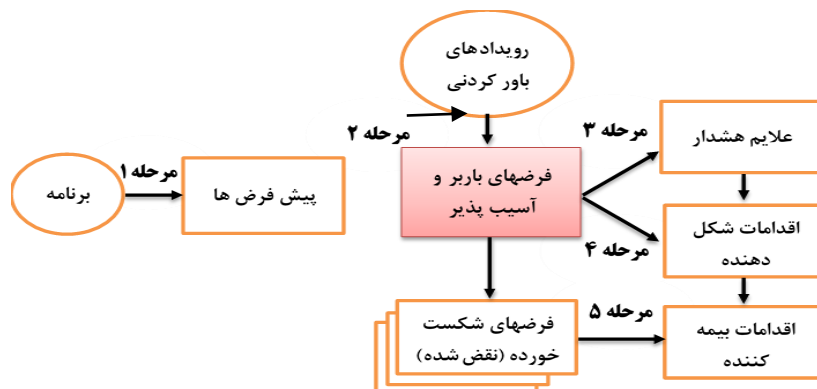 رویدادهای
باور کردنی
مرحله ۲
مرحله ۳
علایم هشدار
برنامه
مرحله ۱
پیش فرض ها
فرضهای باربر و
آسیب پذیر
مرحله ۴
اقدامات شکل
دهنده
فرضهای شکست
خورده (نقض شده)
مرحله ۵
اقدامات بیمه
کننده